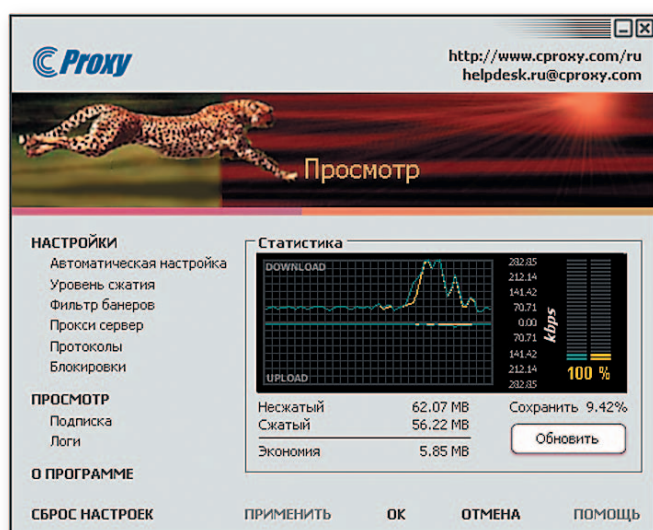 CProxy
http://www.cproxy.com/ru
helpdesk.ru@cproxy.com
Просмотр
НАСТРОЙКИ
Автоматическая настройка
Уровень сжатия
Фильтр банеров
Прокси сервер
Протоколы
Блокировки
ПРОСМОТР
Подписка
Логи
О ПРОГРАММЕ
СБРОС НАСТРОЕК
Статистика
DOWNLOAD
UPLOAD
282.85
212.14
141.42
70.71
0.00
70.71
141.42
212.14
282.85
kbps
100 %
Несжатый 62.07 MB
Сжатый 56.22 MB
Экономия 5.85 MB
Сохранить 9.42%
Обновить
ПРИМЕНИТЬ ОК ОТМЕНА ПОМОЩЬ